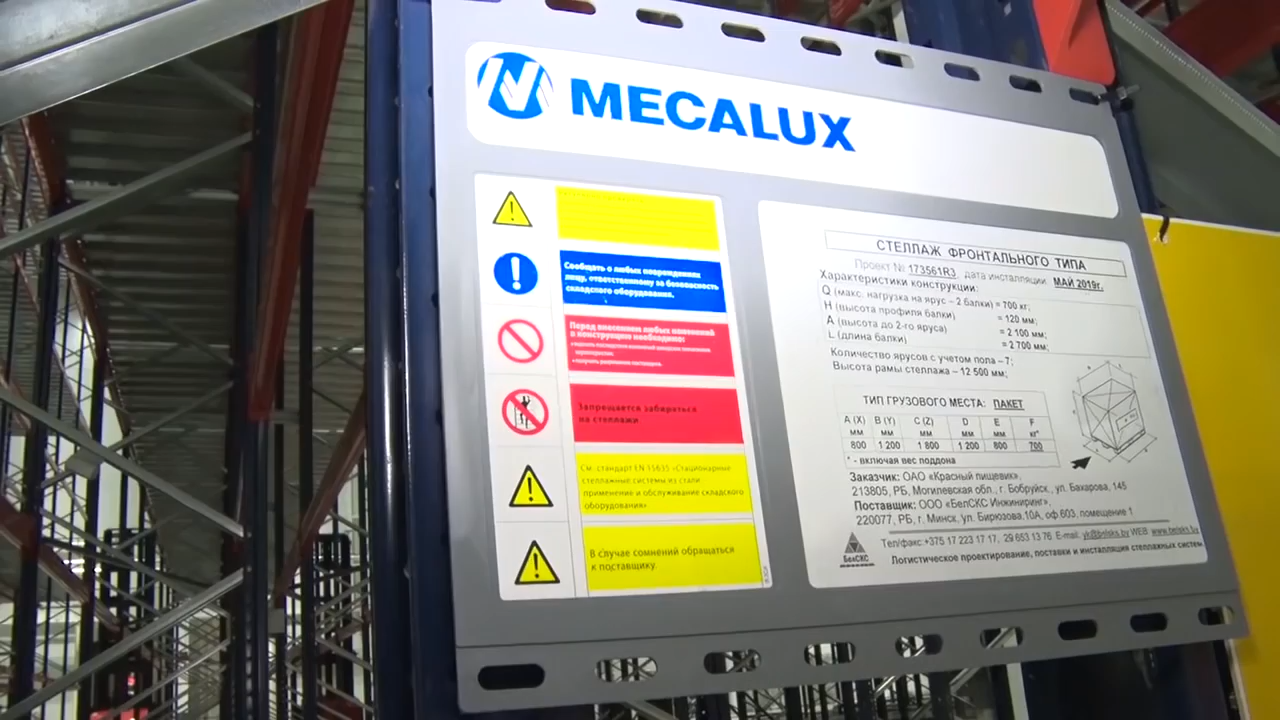 MECALUX
Сообщать о любых повреждениях
лицу, ответственному за безопасность
складского оборудования.
Перед внесением любых изменений
в конструкцию необходимо:
Запрещается забираться
на стеллажи
См. стандарт EN 15635 «Стационарные
стеллажные системы из стали
применение и обслуживание складского
оборудования»
В случае сомнений обращаться
к поставщику.
СТЕЛЛАЖ ФРОНТАЛЬНОГО ТИПА
Проект № 173561R3, дата инсталляции МАЙ 2019г.
Характеристики конструкции:
Q (макс. нагрузка на ярус – 2 балки) = 700 кг;
H (высота профиля балки) = 120 мм;
A (высота до 2-го яруса) = 2 100 мм;
L (длина балки) = 2 700 мм;
Количество ярусов с учетом пола – 7;
Высота рамы стеллажа – 12 500 мм;
ТИП ГРУЗОВОГО МЕСТА: ПАКЕТ
A (X) B (Y) C (Z) D E F
мм мм мм мм мм кг*
800 1 200 1 800 1 200 800 700
* - включая вес поддона
Заказчик: ОАО «Красный пищевик»
213805, РБ, Могилевская обл., г. Бобруйск, ул. Бахарова, 145
Поставщик: ООО «БелСКС Инжиниринг»
220077, РБ, г. Минск, ул. Бирюзова,10А, оф.603, помещение 1
Тел/факс +375 17 223 17 17, 29 653 13 76 E-mail: yk@belsks.by WEB: www.belsks.by
БелСКС
Логистическое проектирование, поставки и инсталляция стеллажных систем